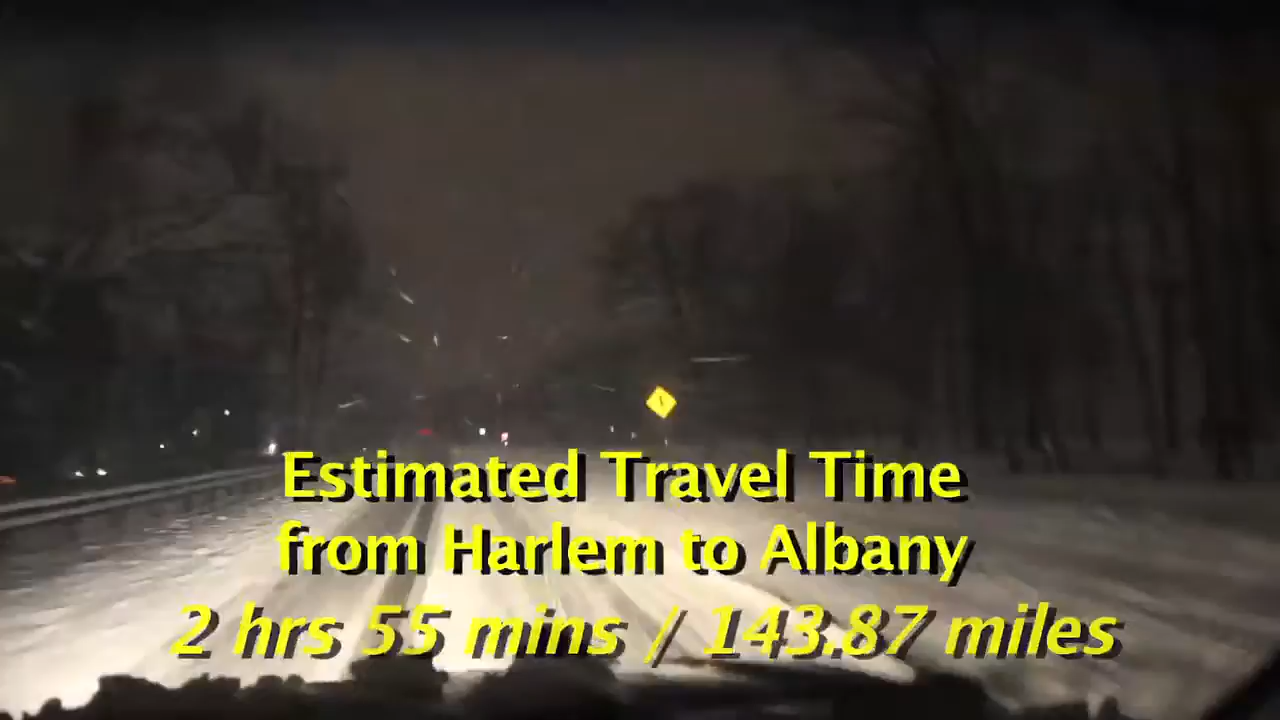 Estimated Travel Time
from Harlem to Albany
2 hrs 55 mins / 143.87 miles